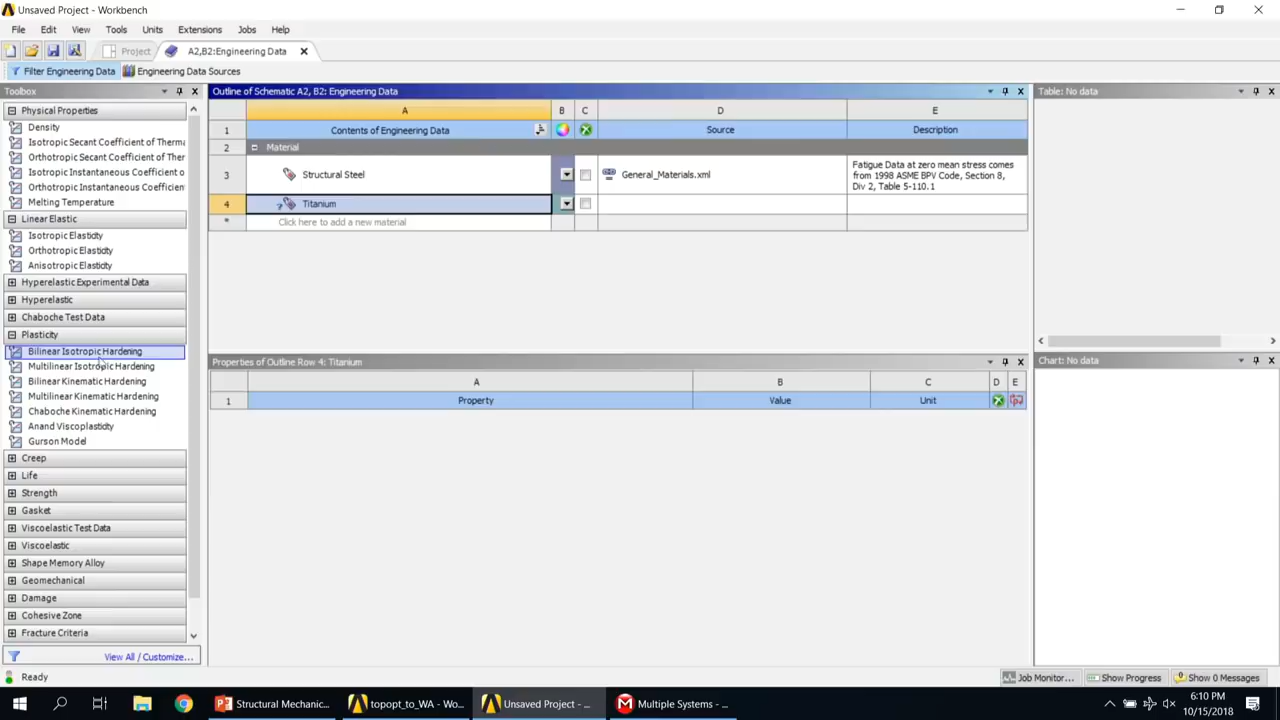 Unsaved Project - Workbench
File Edit View Tools Units Extensions Jobs Help
Project A2,B2:Engineering Data
Filter Engineering Data Engineering Data Sources
Toolbox
Physical Properties
Density
Isotropic Secant Coefficient of Therma
Orthotropic Secant Coefficient of Ther
Isotropic Instantaneous Coefficient of
Orthotropic Instantaneous Coefficien
Melting Temperature
Linear Elastic
Isotropic Elasticity
Orthotropic Elasticity
Anisotropic Elasticity
Hyperelastic Experimental Data
Hyperelastic
Chaboche Test Data
Plasticity
Bilinear Isotropic Hardening
Multilinear Isotropic Hardening
Bilinear Kinematic Hardening
Multilinear Kinematic Hardening
Chaboche Kinematic Hardening
Anand Viscoplasticity
Gurson Model
Creep
Life
Strength
Gasket
Viscoelastic Test Data
Viscoelastic
Shape Memory Alloy
Geomechanical
Damage
Cohesive Zone
Fracture Criteria
View All / Customize...
Outline of Schematic A2, B2: Engineering Data
A B C D E
1 Contents of Engineering Data Source Description
2 Material
3 Structural Steel General_Materials.xml Fatigue Data at zero mean stress comes
from 1998 ASME BPV Code, Section 8,
Div 2, Table 5-110.1
4 ? Titanium
* Click here to add a new material
Properties of Outline Row 4: Titanium
A B C D E
1 Property Value Unit
Table: No data
Chart: No data
Ready Job Monitor... Show Progress Show 0 Messages
Structural Mechanic... topopt_to_WA - Wo... Unsaved Project - ... Multiple Systems - ...
6:10 PM
10/15/2018